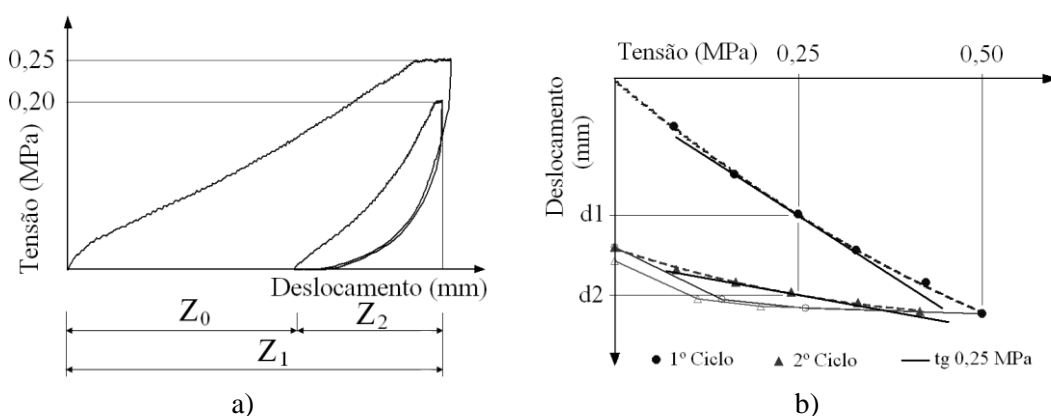 0,25
0,20
Tensão (MPa)
Deslocamento (mm)
Z0
Z2
Z1
a)
Tensão (MPa)
0,25
0,50
Deslocamento
(mm)
d1
d2
1º Ciclo
2º Ciclo
tg 0,25 MPa
b)